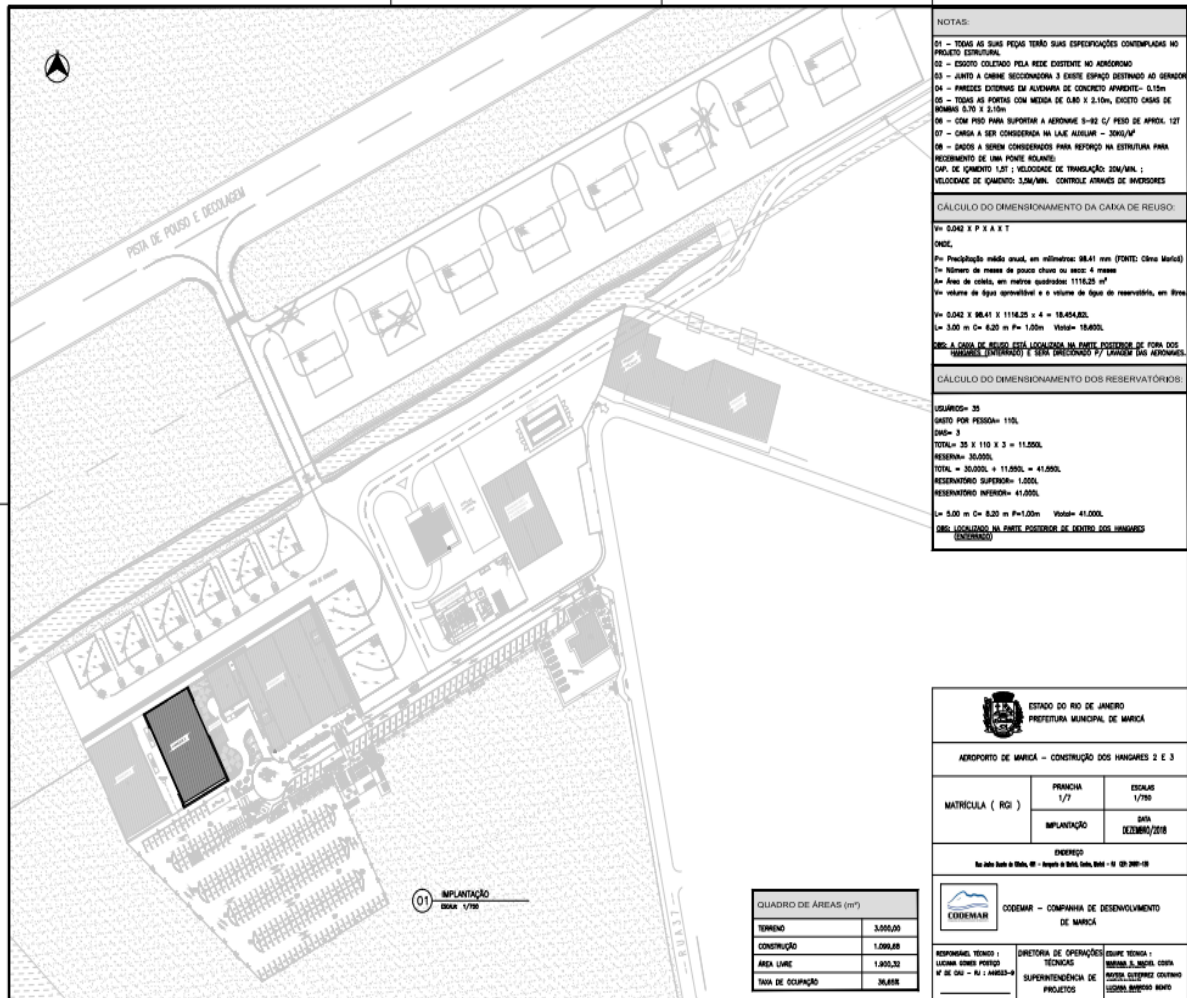 NOTAS:
01 - TODAS AS SUAS PEÇAS TERÃO SUAS ESPECIFICAÇÕES CONTEMPLADAS NO
PROJETO ESTRUTURAL
02 - ESGOTO COLETADO PELA REDE EXISTENTE NO AERÓDROMO
03 - JUNTO A CABINE SECCIONADORA 3 EXISTE ESPAÇO DESTINADO AO GERADOR
04 - PAREDES EXTERNAS EM ALVENARIA DE CONCRETO APARENTE- 0.15m
05 - TODAS AS PORTAS COM MEDIDA DE 0.80 X 2.10m, EXCETO CASAS DE
BOMBAS 0.70 X 2.10m
06 - COM PISO PARA SUPORTAR A AERONAVE S-92 C/ PESO DE APROX. 12T
07 - CARGA A SER CONSIDERADA NA LAJE AUXILIAR - 30KG/M²
08 - DADOS A SEREM CONSIDERADOS PARA REFORÇO NA ESTRUTURA PARA
RECEBIMENTO DE UMA PONTE ROLANTE:
CAP. DE IÇAMENTO 1,5T ; VELOCIDADE DE TRANSLAÇÃO: 20M/MIN. ;
VELOCIDADE DE IÇAMENTO: 3,5M/MIN. CONTROLE ATRAVÉS DE INVERSORES
CÁLCULO DO DIMENSIONAMENTO DA CAIXA DE REUSO:
V= 0.042 X P X A X T
ONDE,
P= Precipitação média anual, em milímetros: 98.41 mm (FONTE: Clima Maricá)
T= Número de meses de pouca chuva ou seca: 4 meses
A= Área de coleta, em metros quadrados: 1116.25 m²
V= volume de água aproveitável e o volume de água do reservatório, em litros
V= 0.042 X 98.41 X 1116.25 x 4 = 18.454,82L
L= 3.00 m C= 6.20 m P= 1.00m Vtotal= 18.600L
OBS: A CAIXA DE REUSO ESTÁ LOCALIZADA NA PARTE POSTERIOR DE FORA DOS
HANGARES (ENTERRADO) E SERÁ DIRECIONADO P/ LAVAGEM DAS AERONAVES.
CÁLCULO DO DIMENSIONAMENTO DOS RESERVATÓRIOS:
USUÁRIOS= 35
GASTO POR PESSOA= 110L
DIAS= 3
TOTAL= 35 X 110 X 3 = 11.550L
RESERVA= 30.000L
TOTAL = 30.000L + 11.550L = 41.550L
RESERVATÓRIO SUPERIOR= 1.000L
RESERVATÓRIO INFERIOR= 41.000L
L= 5.00 m C= 8.20 m P=1.00m Vtotal= 41.000L
OBS: LOCALIZADO NA PARTE POSTERIOR DE DENTRO DOS HANGARES
(ENTERRADO)
PISTA DE POUSO E DECOLAGEM
RUA 17
01
IMPLANTAÇÃO
ESCALA 1/750
QUADRO DE ÁREAS (m²)
TERRENO 3.000,00
CONSTRUÇÃO 1.099,68
ÁREA LIVRE 1.900,32
TAXA DE OCUPAÇÃO 36,65%
ESTADO DO RIO DE JANEIRO
PREFEITURA MUNICIPAL DE MARICÁ
AEROPORTO DE MARICÁ - CONSTRUÇÃO DOS HANGARES 2 E 3
MATRÍCULA ( RGI )
PRANCHA
1/7
ESCALAS
1/750
IMPLANTAÇÃO
DATA
DEZEMBRO/2018
ENDEREÇO
CODEMAR
CODEMAR - COMPANHIA DE DESENVOLVIMENTO
DE MARICÁ
RESPONSÁVEL TÉCNICO :
LUCIANA GOMES POSTIÇO
DIRETORIA DE OPERAÇÕES
TÉCNICAS
SUPERINTENDÊNCIA DE
PROJETOS
EQUIPE TÉCNICA :
MARIANA S. MACIEL COSTA
RAYSSA GUTIERREZ COUTINHO
LUCIANA BARROSO BENTO